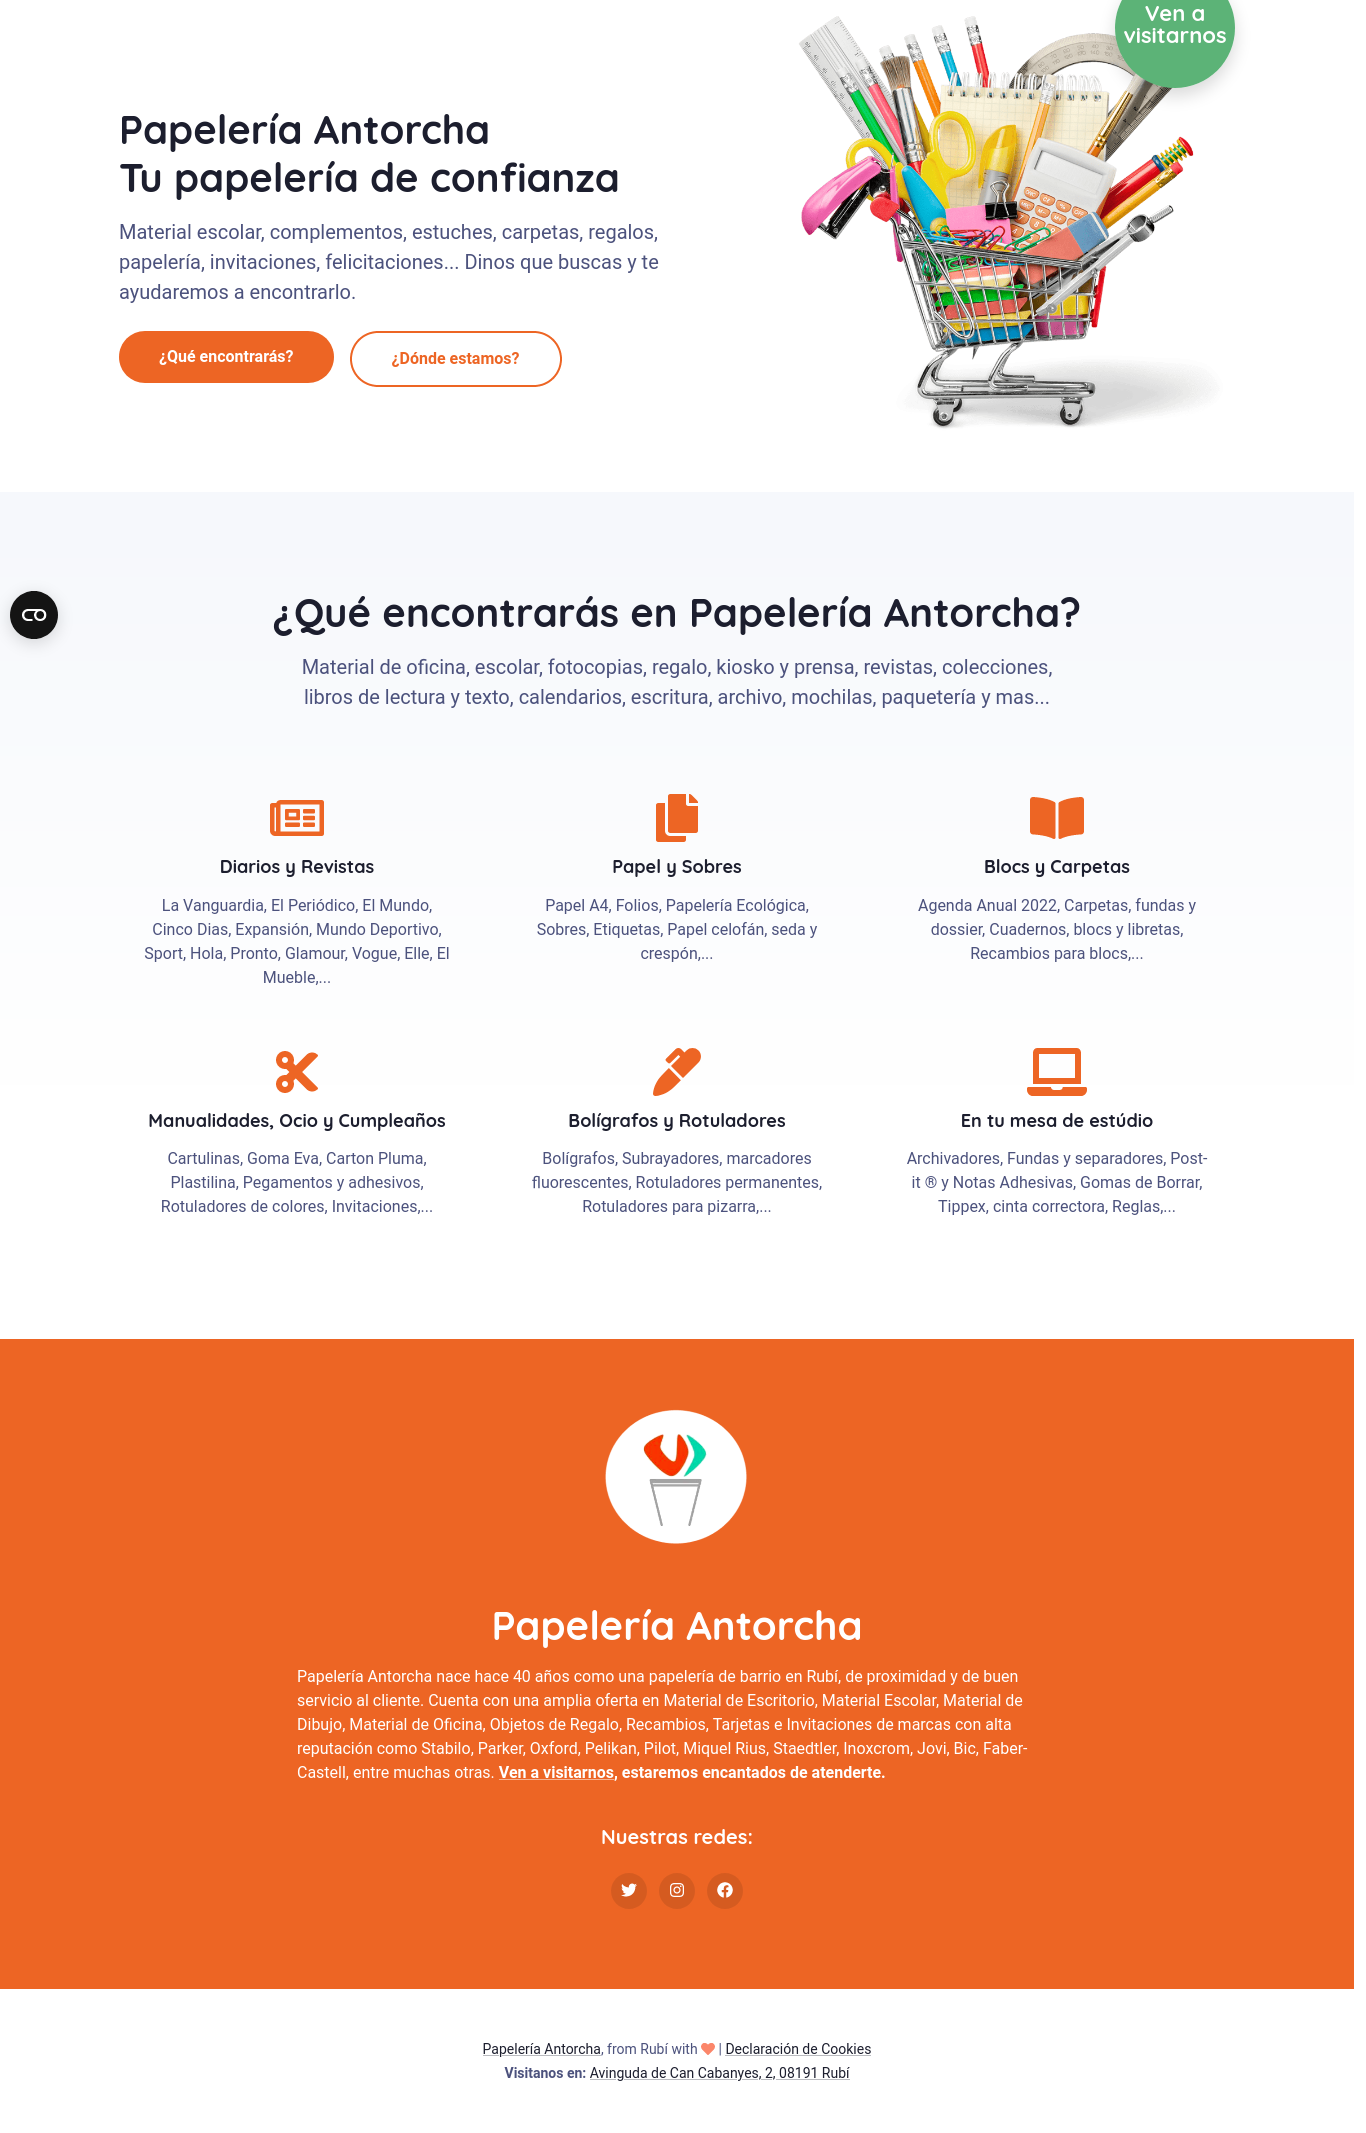 Ven a
visitarnos
Papelería Antorcha
Tu papelería de confianza
Material escolar, complementos, estuches, carpetas, regalos,
papelería, invitaciones, felicitaciones... Dinos que buscas y te
ayudaremos a encontrarlo.
¿Qué encontrarás?
¿Dónde estamos?
¿Qué encontrarás en Papelería Antorcha?
Material de oficina, escolar, fotocopias, regalo, kiosko y prensa, revistas, colecciones,
libros de lectura y texto, calendarios, escritura, archivo, mochilas, paquetería y mas...
Diarios y Revistas
La Vanguardia, El Periódico, El Mundo,
Cinco Dias, Expansión, Mundo Deportivo,
Sport, Hola, Pronto, Glamour, Vogue, Elle, El
Mueble,...
Papel y Sobres
Papel A4, Folios, Papelería Ecológica,
Sobres, Etiquetas, Papel celofán, seda y
crespón,...
Blocs y Carpetas
Agenda Anual 2022, Carpetas, fundas y
dossier, Cuadernos, blocs y libretas,
Recambios para blocs,...
Manualidades, Ocio y Cumpleaños
Cartulinas, Goma Eva, Carton Pluma,
Plastilina, Pegamentos y adhesivos,
Rotuladores de colores, Invitaciones,...
Bolígrafos y Rotuladores
Bolígrafos, Subrayadores, marcadores
fluorescentes, Rotuladores permanentes,
Rotuladores para pizarra,...
En tu mesa de estúdio
Archivadores, Fundas y separadores, Post-
it ® y Notas Adhesivas, Gomas de Borrar,
Tippex, cinta correctora, Reglas,...
Papelería Antorcha
Papelería Antorcha nace hace 40 años como una papelería de barrio en Rubí, de proximidad y de buen
servicio al cliente. Cuenta con una amplia oferta en Material de Escritorio, Material Escolar, Material de
Dibujo, Material de Oficina, Objetos de Regalo, Recambios, Tarjetas e Invitaciones de marcas con alta
reputación como Stabilo, Parker, Oxford, Pelikan, Pilot, Miquel Rius, Staedtler, Inoxcrom, Jovi, Bic, Faber-
Castell, entre muchas otras. Ven a visitarnos, estaremos encantados de atenderte.
Nuestras redes:
Papelería Antorcha, from Rubí with | Declaración de Cookies
Visitanos en: Avinguda de Can Cabanyes, 2, 08191 Rubí